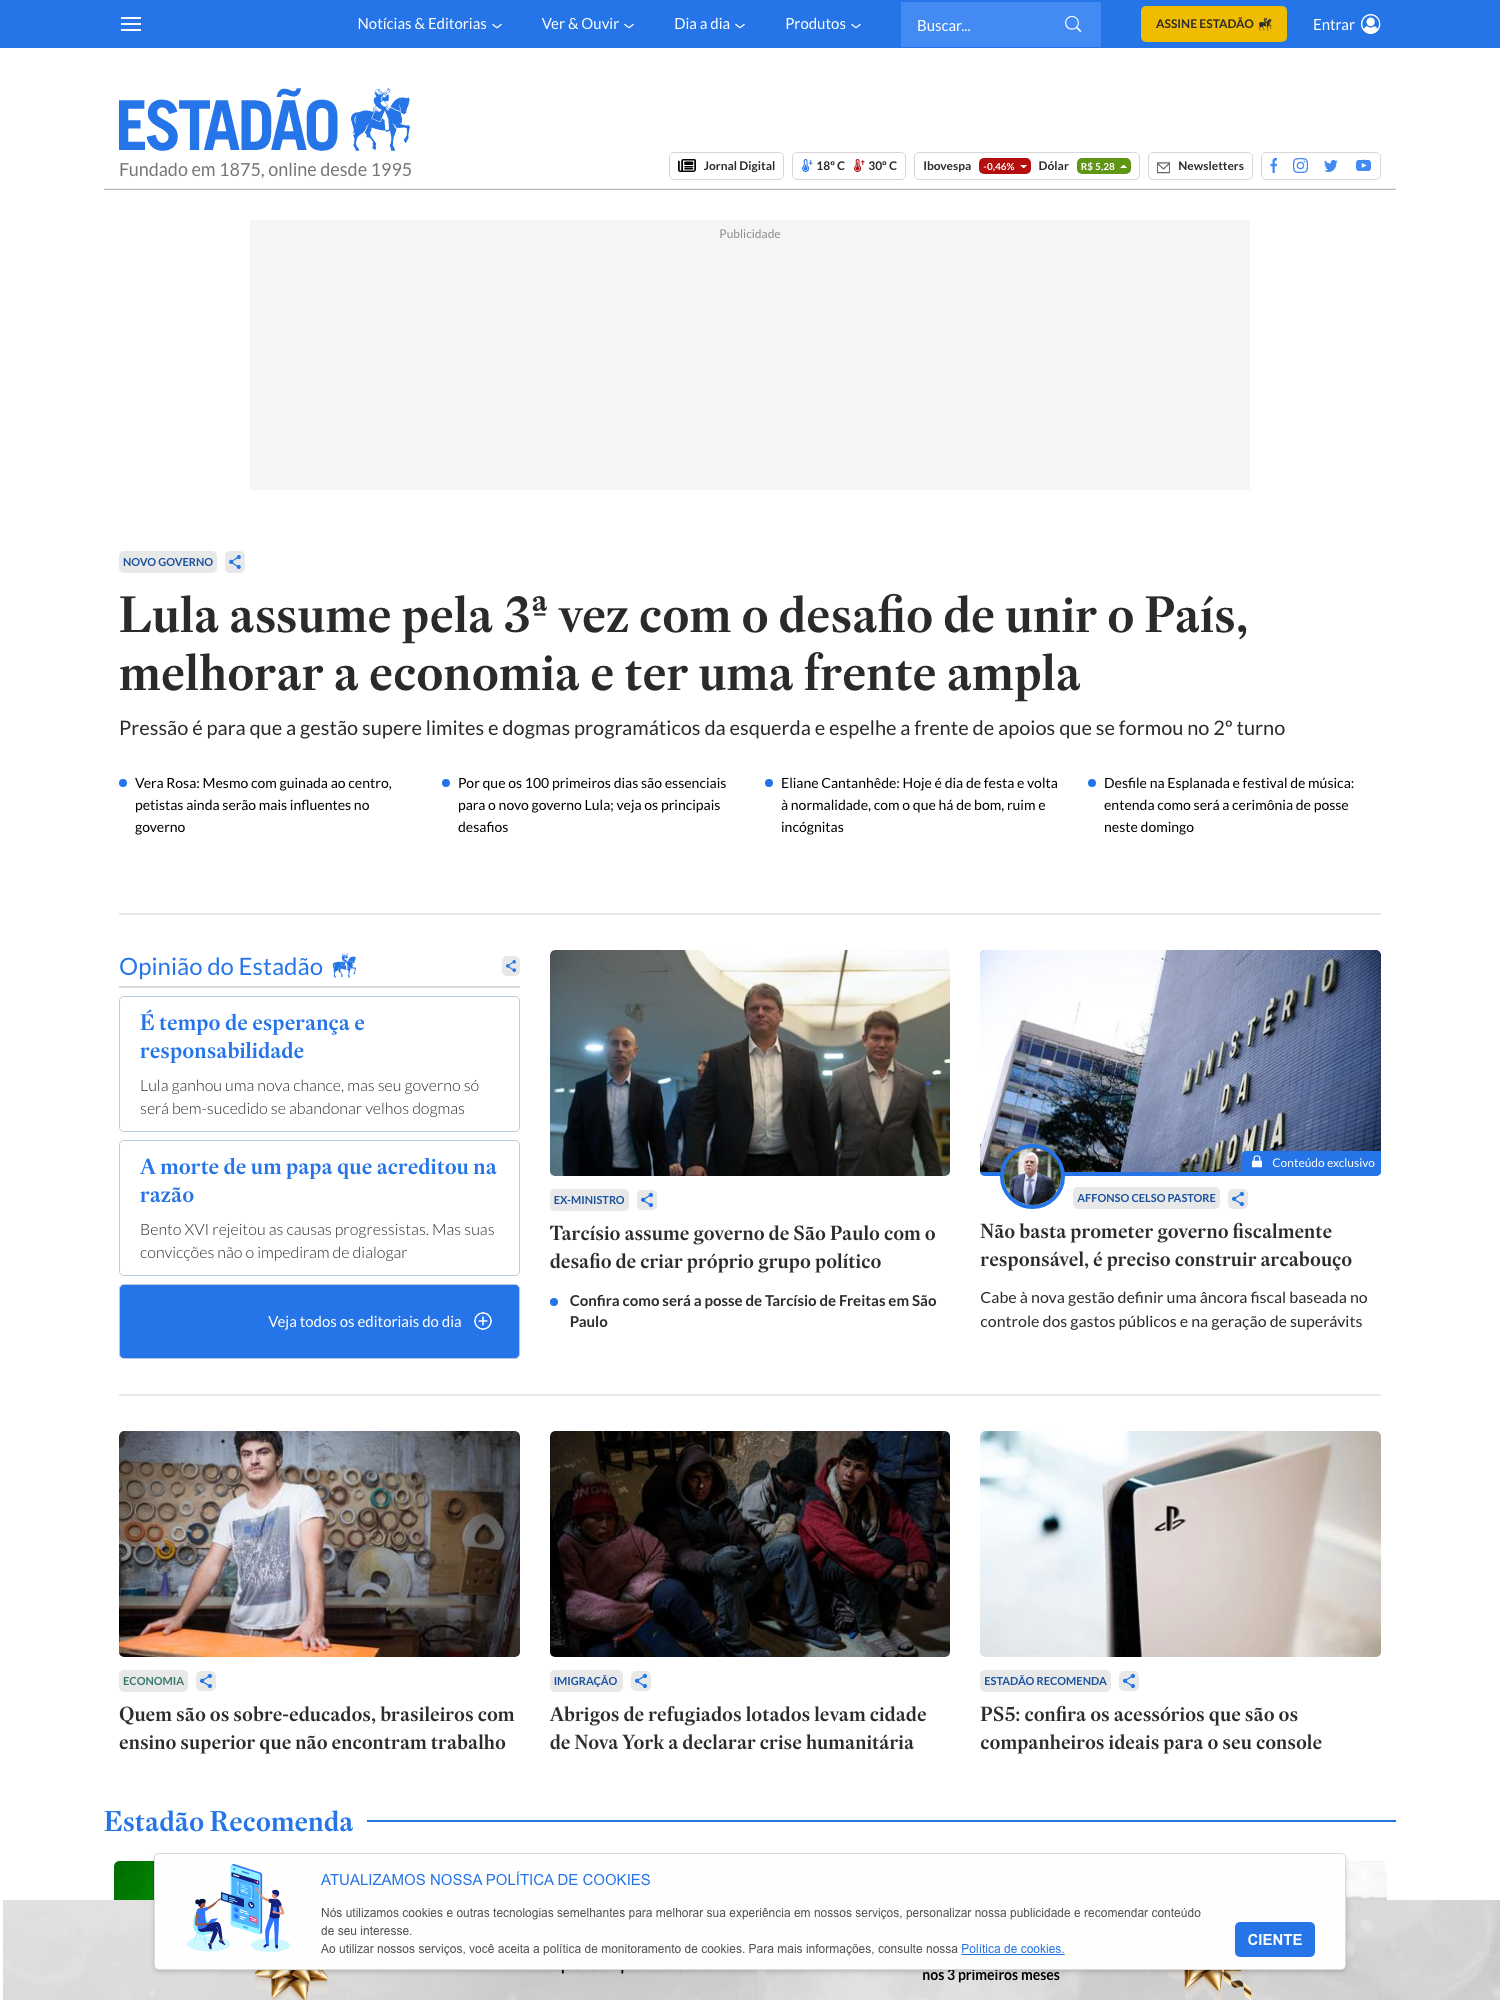 Notícias & Editorias
Ver & Ouvir
Dia a dia
Produtos
Buscar...
ASSINE ESTADÃO
Entrar
ESTADÃO
Fundado em 1875, online desde 1995
Jornal Digital
18º C 30º C
Ibovespa -0,46% Dólar R$ 5,28
Newsletters
Publicidade
NOVO GOVERNO
Lula assume pela 3ª vez com o desafio de unir o País,
melhorar a economia e ter uma frente ampla
Pressão é para que a gestão supere limites e dogmas programáticos da esquerda e espelhe a frente de apoios que se formou no 2º turno
Vera Rosa: Mesmo com guinada ao centro,
petistas ainda serão mais influentes no
governo
Por que os 100 primeiros dias são essenciais
para o novo governo Lula; veja os principais
desafios
Eliane Cantanhêde: Hoje é dia de festa e volta
à normalidade, com o que há de bom, ruim e
incógnitas
Desfile na Esplanada e festival de música:
entenda como será a cerimônia de posse
neste domingo
Opinião do Estadão
É tempo de esperança e
responsabilidade
Lula ganhou uma nova chance, mas seu governo só
será bem-sucedido se abandonar velhos dogmas
A morte de um papa que acreditou na
razão
Bento XVI rejeitou as causas progressistas. Mas suas
convicções não o impediram de dialogar
Veja todos os editoriais do dia
EX-MINISTRO
Tarcísio assume governo de São Paulo com o
desafio de criar próprio grupo político
Confira como será a posse de Tarcísio de Freitas em São
Paulo
MINISTÉRIO
DA
ECONOMIA
Conteúdo exclusivo
AFFONSO CELSO PASTORE
Não basta prometer governo fiscalmente
responsável, é preciso construir arcabouço
Cabe à nova gestão definir uma âncora fiscal baseada no
controle dos gastos públicos e na geração de superávits
ECONOMIA
Quem são os sobre-educados, brasileiros com
ensino superior que não encontram trabalho
IMIGRAÇÃO
Abrigos de refugiados lotados levam cidade
de Nova York a declarar crise humanitária
ESTADÃO RECOMENDA
PS5: confira os acessórios que são os
companheiros ideais para o seu console
Estadão Recomenda
ATUALIZAMOS NOSSA POLÍTICA DE COOKIES
Nós utilizamos cookies e outras tecnologias semelhantes para melhorar sua experiência em nossos serviços, personalizar nossa publicidade e recomendar conteúdo
de seu interesse.
Ao utilizar nossos serviços, você aceita a política de monitoramento de cookies. Para mais informações, consulte nossa Política de cookies.
CIENTE
nos 3 primeiros meses